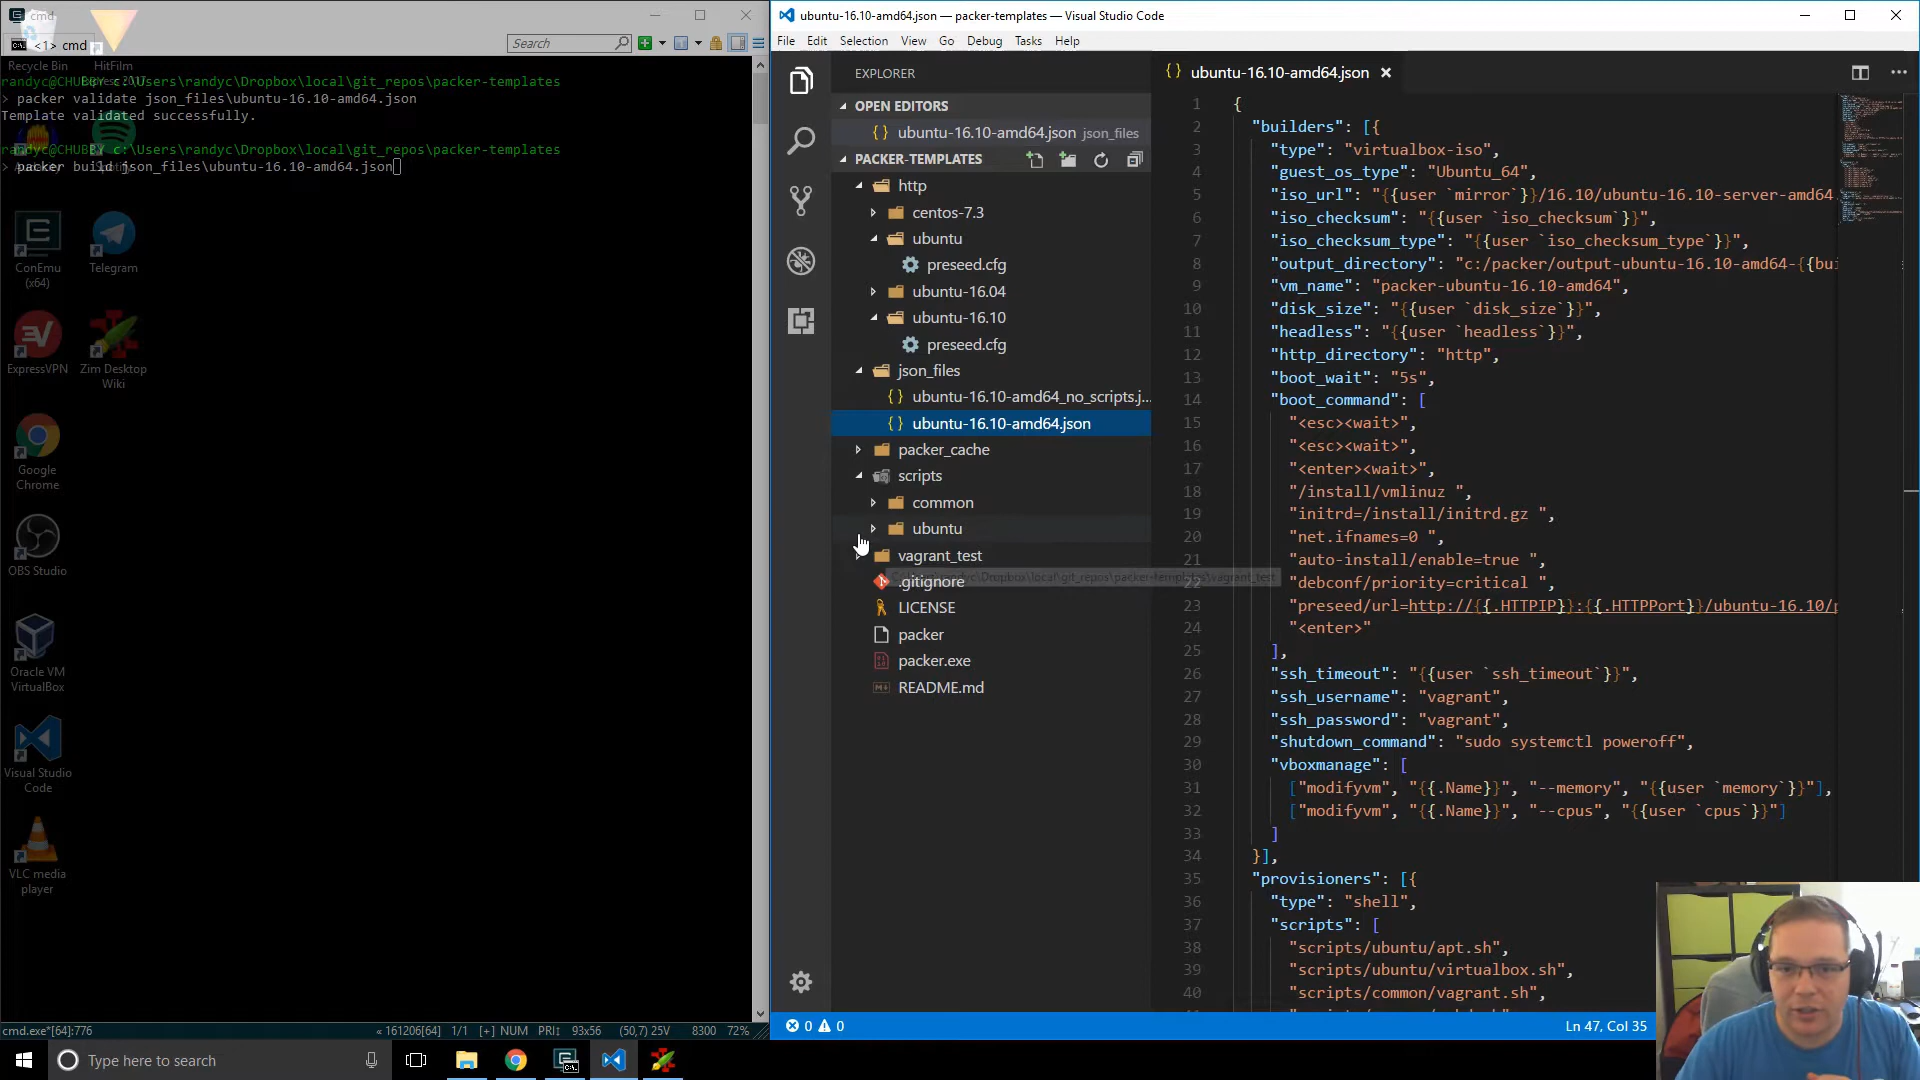 cmd
<1> cmd
Search
Recycle Bin
HitFilm
randyc@CHUBBY c:\Users\randyc\Dropbox\local\git_repos\packer-templates
> packer validate json_files\ubuntu-16.10-amd64.json
Template validated successfully.
randyc@CHUBBY c:\Users\randyc\Dropbox\local\git_repos\packer-templates
> packer build json_files\ubuntu-16.10-amd64.json
ConEmu
(x64)
Telegram
ExpressVPN
Zim Desktop
Wiki
Google
Chrome
OBS Studio
Oracle VM
VirtualBox
Visual Studio
Code
VLC media
player
cmd.exe*[64]:776
« 161206[64] 1/1 [+] NUM PRI↕ 93x56 (50,7) 25V 8300 72%
ubuntu-16.10-amd64.json — packer-templates — Visual Studio Code
File Edit Selection View Go Debug Tasks Help
EXPLORER
OPEN EDITORS
ubuntu-16.10-amd64.json json_files
PACKER-TEMPLATES
http
centos-7.3
ubuntu
preseed.cfg
ubuntu-16.04
ubuntu-16.10
preseed.cfg
json_files
ubuntu-16.10-amd64_no_scripts.j...
ubuntu-16.10-amd64.json
packer_cache
scripts
common
ubuntu
vagrant_test
.gitignore
LICENSE
packer
packer.exe
README.md
ubuntu-16.10-amd64.json
1 {
2 "builders": [{
3 "type": "virtualbox-iso",
4 "guest_os_type": "Ubuntu_64",
5 "iso_url": "{{user `mirror`}}/16.10/ubuntu-16.10-server-amd64.
6 "iso_checksum": "{{user `iso_checksum`}}",
7 "iso_checksum_type": "{{user `iso_checksum_type`}}",
8 "output_directory": "c:/packer/output-ubuntu-16.10-amd64-{{bui
9 "vm_name": "packer-ubuntu-16.10-amd64",
10 "disk_size": "{{user `disk_size`}}",
11 "headless": "{{user `headless`}}",
12 "http_directory": "http",
13 "boot_wait": "5s",
14 "boot_command": [
15 "<esc><wait>",
16 "<esc><wait>",
17 "<enter><wait>",
18 "/install/vmlinuz ",
19 "initrd=/install/initrd.gz ",
20 "net.ifnames=0 ",
21 "auto-install/enable=true ",
22 "debconf/priority=critical ",
23 "preseed/url=http://{{.HTTPIP}}:{{.HTTPPort}}/ubuntu-16.10/p
24 "<enter>"
25 ],
26 "ssh_timeout": "{{user `ssh_timeout`}}",
27 "ssh_username": "vagrant",
28 "ssh_password": "vagrant",
29 "shutdown_command": "sudo systemctl poweroff",
30 "vboxmanage": [
31 ["modifyvm", "{{.Name}}", "--memory", "{{user `memory`}}"],
32 ["modifyvm", "{{.Name}}", "--cpus", "{{user `cpus`}}"]
33 ]
34 }],
35 "provisioners": [{
36 "type": "shell",
37 "scripts": [
38 "scripts/ubuntu/apt.sh",
39 "scripts/ubuntu/virtualbox.sh",
40 "scripts/common/vagrant.sh",
0 0
Ln 47, Col 35
Type here to search